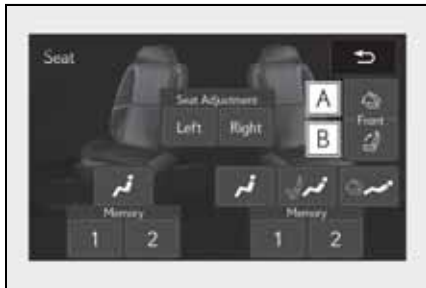 Seat
Seat Adjustment
A
Left Right
Front
B
Memory
Memory
1 2
1 2